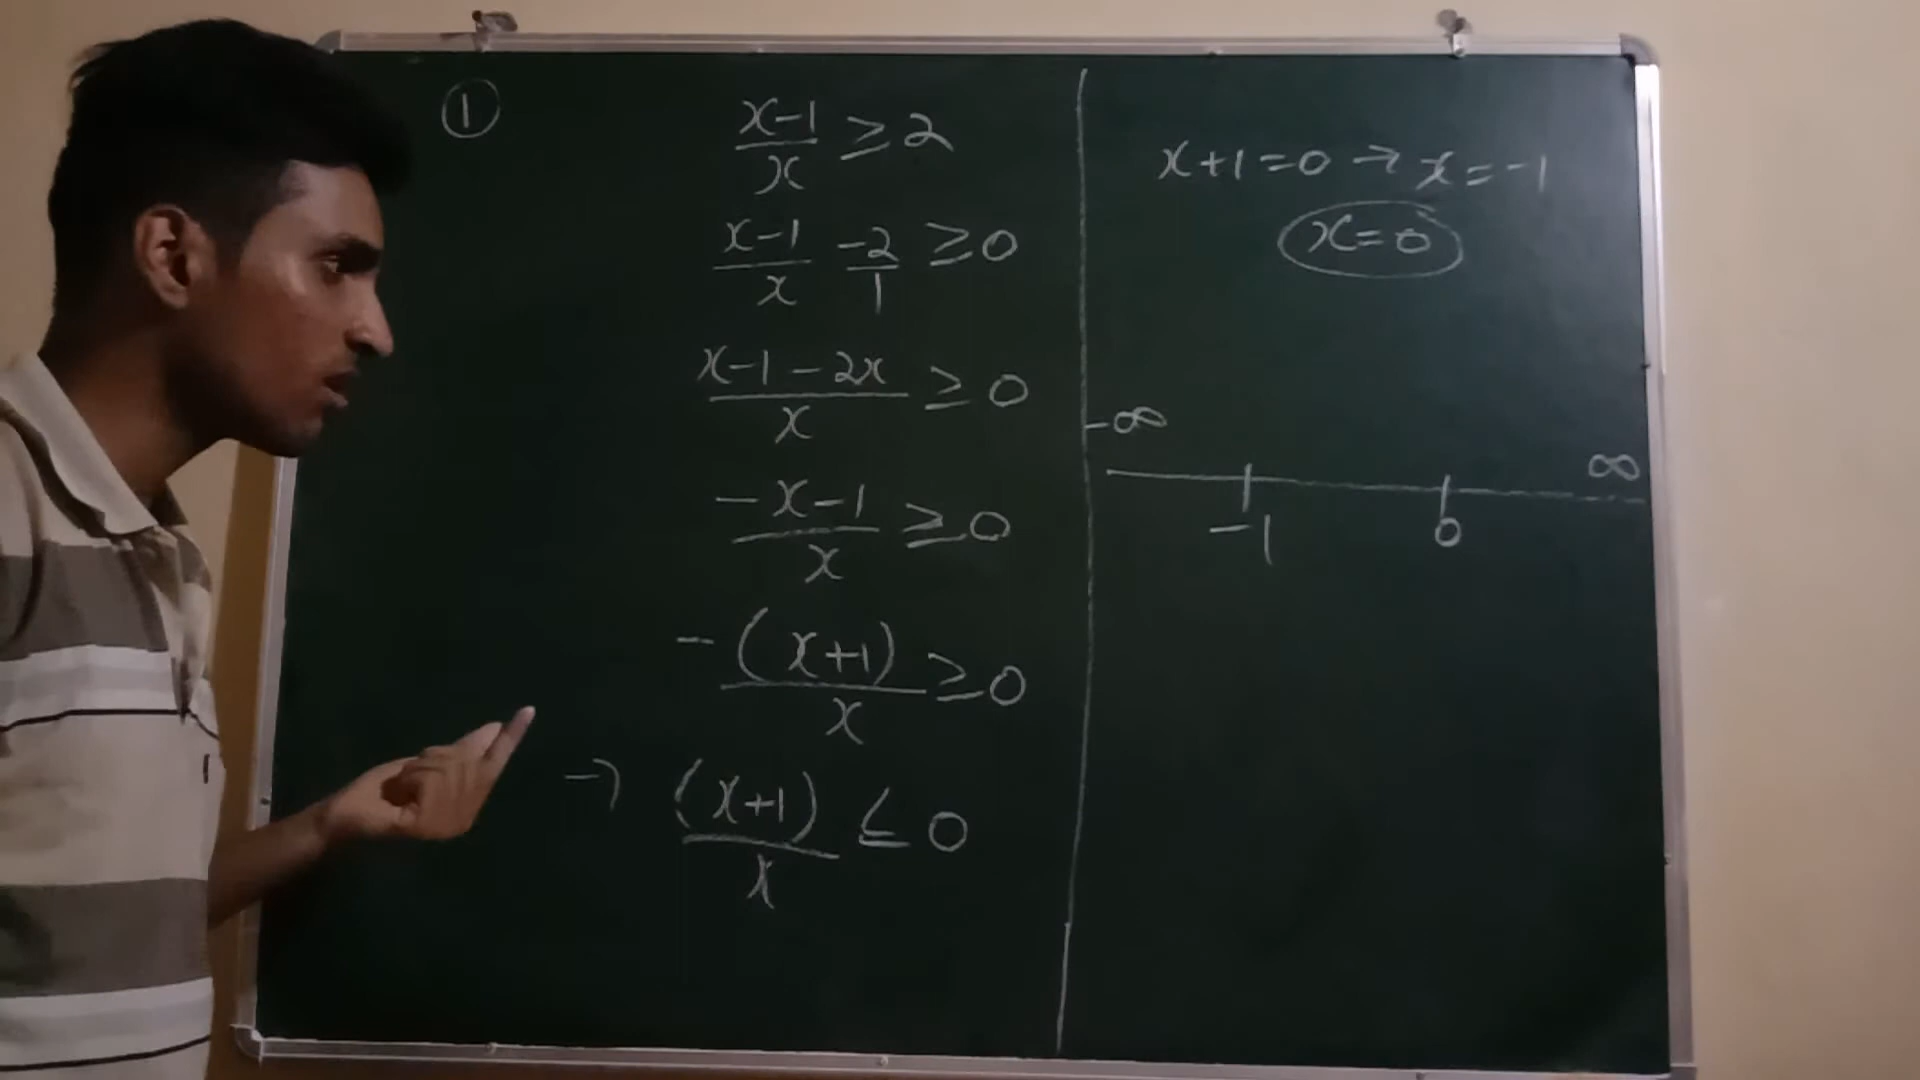 ①
x-1/x ≥ 2
x-1/x -2/1 ≥ 0
x-1-2x/x ≥ 0
-x-1/x ≥ 0
-(x+1)/x ≥ 0
→ (x+1)/x ≤ 0
x+1=0 → x=-1
x=0
-∞ ∞
-1 0